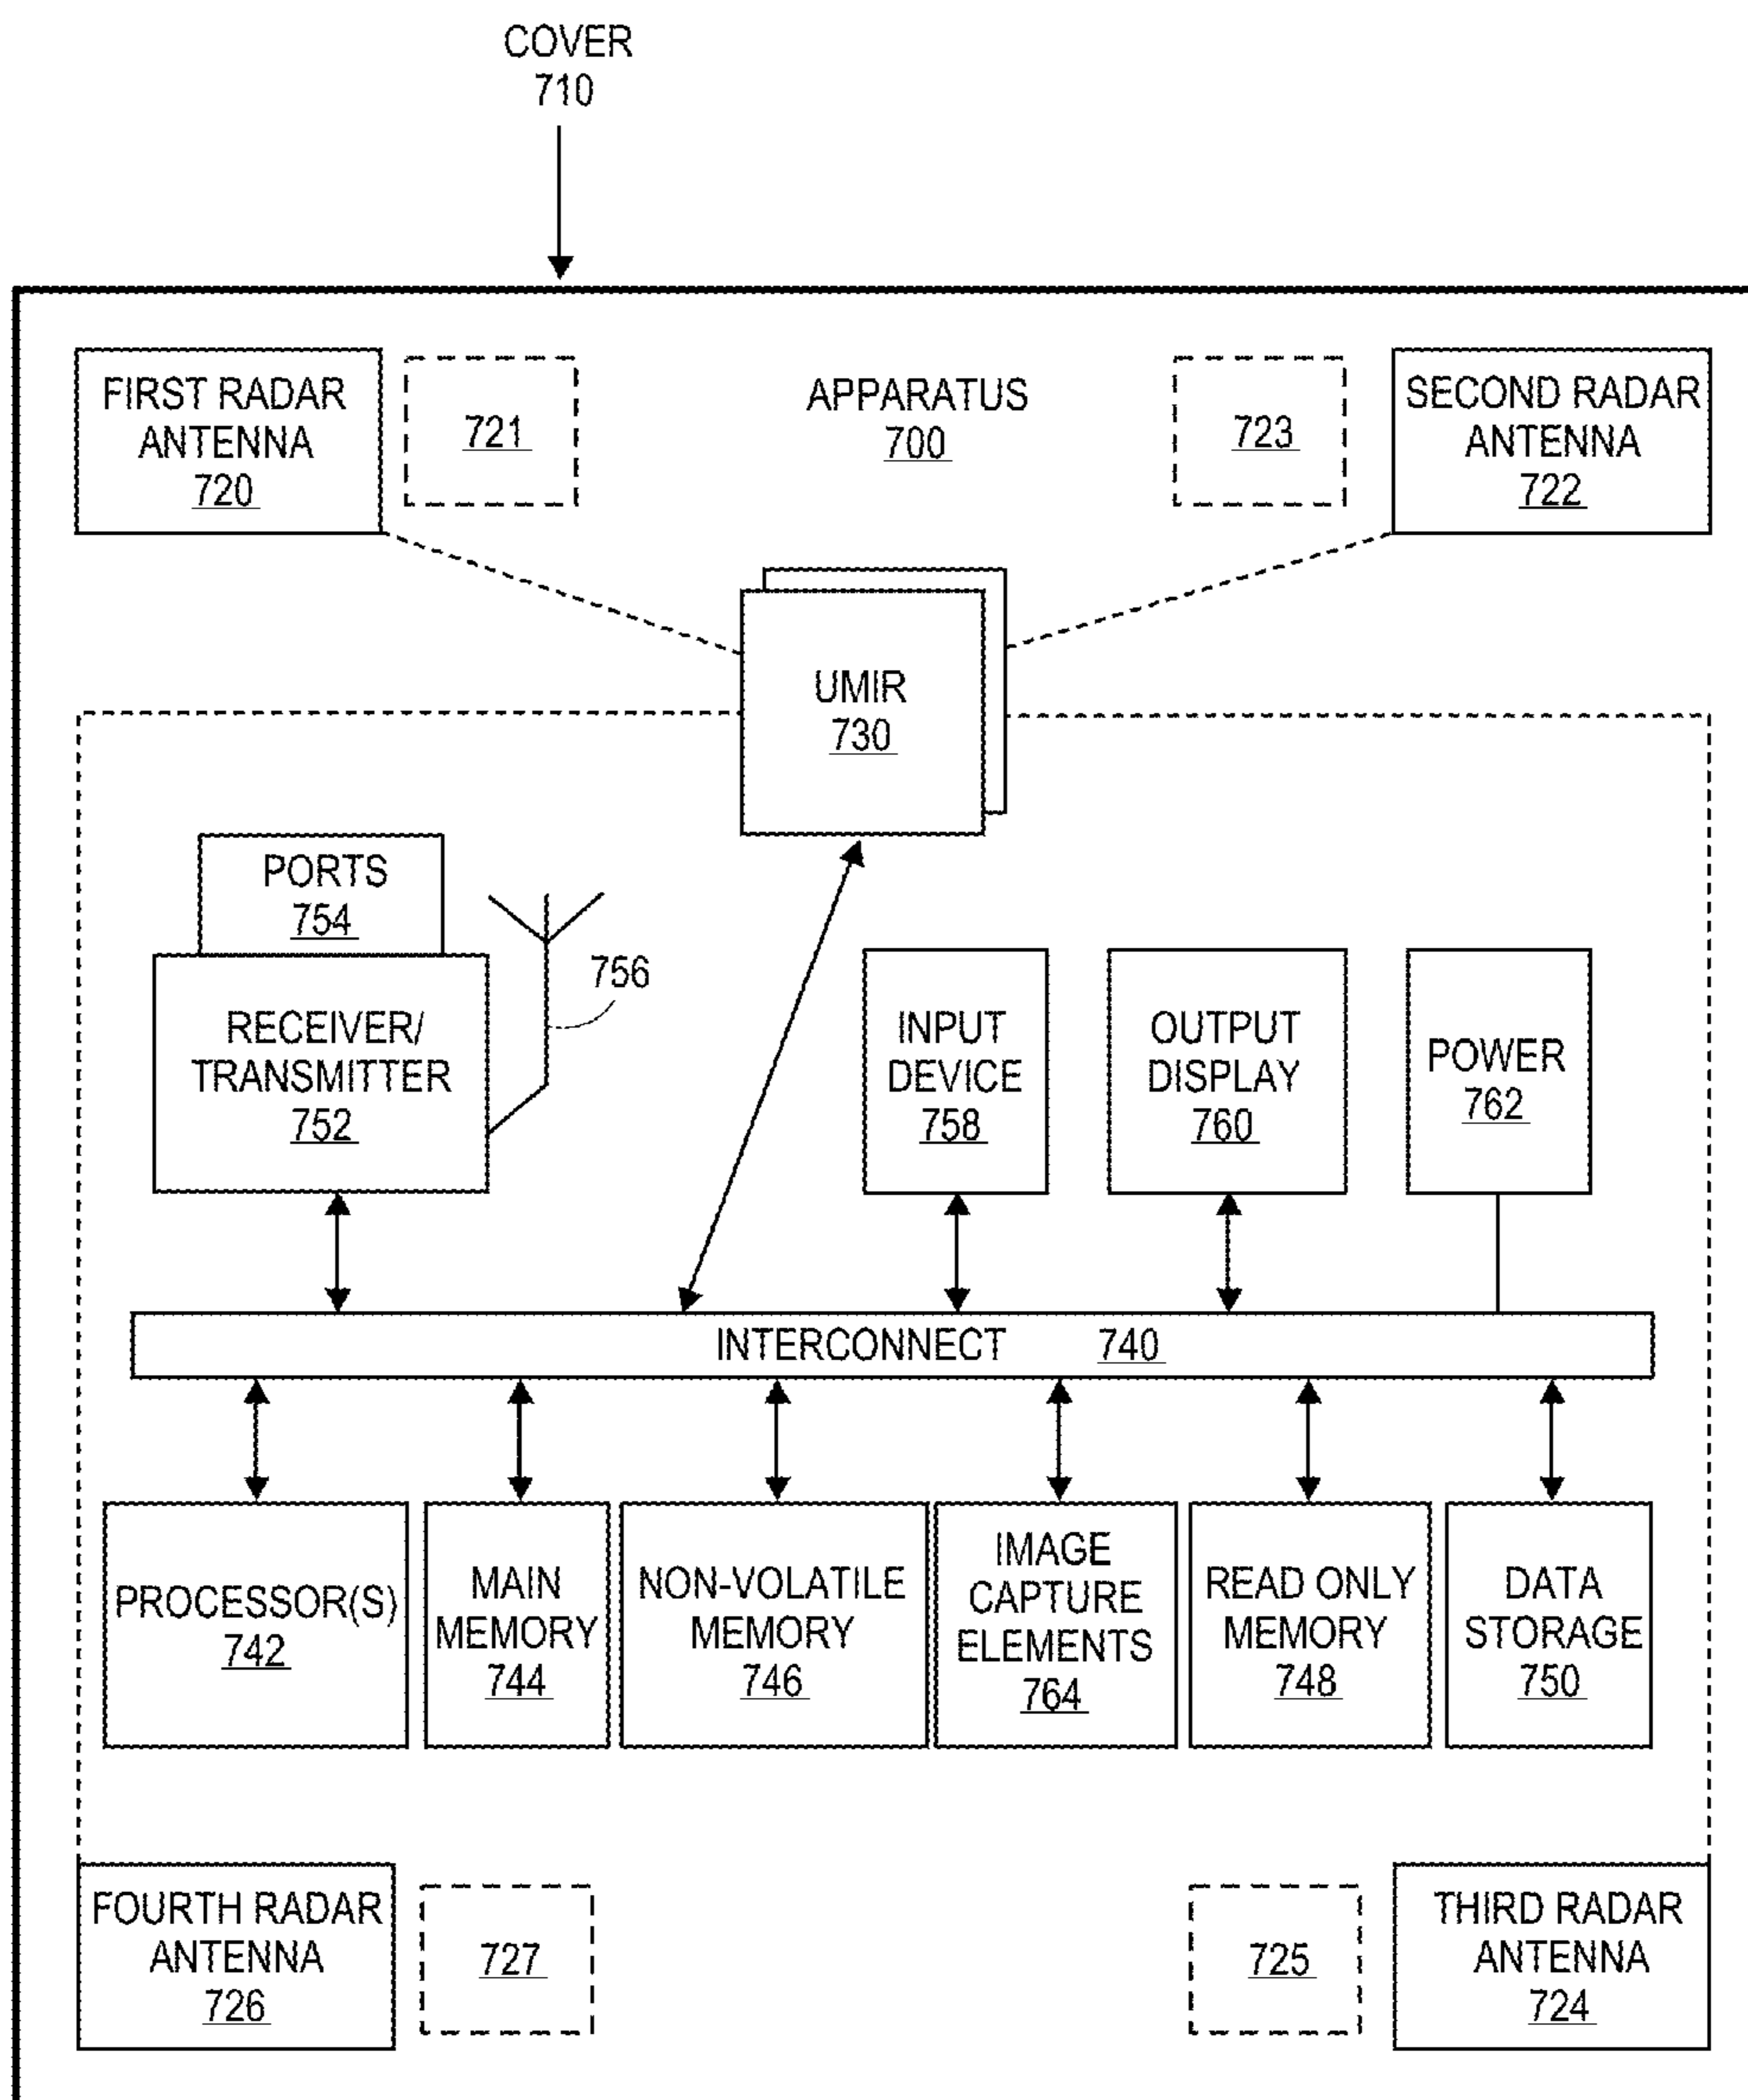 COVER
710
FIRST RADAR
ANTENNA
720
721
APPARATUS
700
723
SECOND RADAR
ANTENNA
722
UMIR
730
PORTS
754
RECEIVER/
TRANSMITTER
752
756
INPUT
DEVICE
758
OUTPUT
DISPLAY
760
POWER
762
INTERCONNECT 740
PROCESSOR(S)
742
MAIN
MEMORY
744
NON-VOLATILE
MEMORY
746
IMAGE
CAPTURE
ELEMENTS
764
READ ONLY
MEMORY
748
DATA
STORAGE
750
FOURTH RADAR
ANTENNA
726
727
725
THIRD RADAR
ANTENNA
724